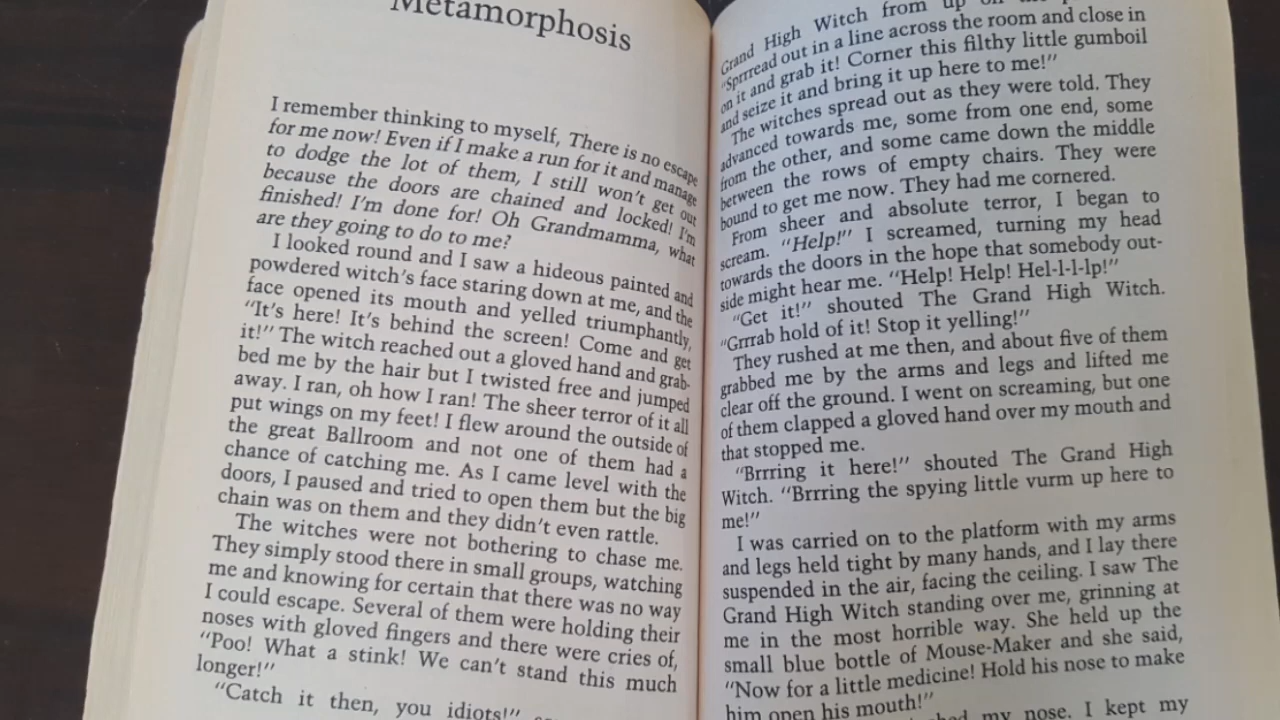 Metamorphosis
I remember thinking to myself, There is no escape
for me now! Even if I make a run for it and manage
to dodge the lot of them, I still won't get out
because the doors are chained and locked! I'm
finished! I'm done for! Oh Grandmamma, what
are they going to do to me?
I looked round and I saw a hideous painted and
powdered witch's face staring down at me, and the
face opened its mouth and yelled triumphantly,
"It's here! It's behind the screen! Come and get
it!" The witch reached out a gloved hand and grab-
bed me by the hair but I twisted free and jumped
away. I ran, oh how I ran! The sheer terror of it all
put wings on my feet! I flew around the outside of
the great Ballroom and not one of them had a
chance of catching me. As I came level with the
doors, I paused and tried to open them but the big
chain was on them and they didn't even rattle.
The witches were not bothering to chase me.
They simply stood there in small groups, watching
me and knowing for certain that there was no way
I could escape. Several of them were holding their
noses with gloved fingers and there were cries of,
"Poo! What a stink! We can't stand this much
longer!"
"Catch it then, you idiots!"
Grand High Witch from up on the
"Sprrread out in a line across the room and close in
on it and grab it! Corner this filthy little gumboil
and seize it and bring it up here to me!"
The witches spread out as they were told. They
advanced towards me, some from one end, some
from the other, and some came down the middle
between the rows of empty chairs. They were
bound to get me now. They had me cornered.
From sheer and absolute terror, I began to
scream. "Help!" I screamed, turning my head
towards the doors in the hope that somebody out-
side might hear me. "Help! Help! Hel-l-l-lp!"
"Get it!" shouted The Grand High Witch.
"Grrrab hold of it! Stop it yelling!"
They rushed at me then, and about five of them
grabbed me by the arms and legs and lifted me
clear off the ground. I went on screaming, but one
of them clapped a gloved hand over my mouth and
that stopped me.
"Brrring it here!" shouted The Grand High
Witch. "Brrring the spying little vurm up here to
me!"
I was carried on to the platform with my arms
and legs held tight by many hands, and I lay there
suspended in the air, facing the ceiling. I saw The
Grand High Witch standing over me, grinning at
me in the most horrible way. She held up the
small blue bottle of Mouse-Maker and she said,
"Now for a little medicine! Hold his nose to make
him open his mouth!"
my nose. I kept my